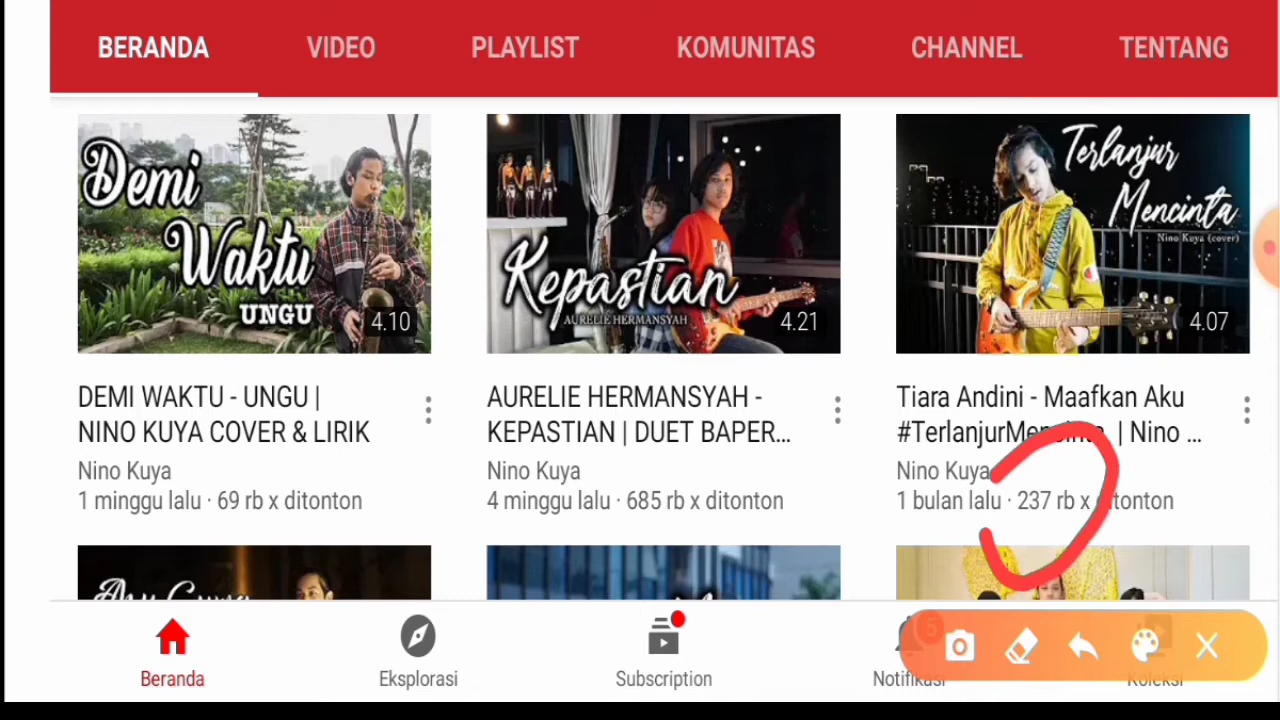 BERANDA VIDEO PLAYLIST KOMUNITAS CHANNEL TENTANG
Demi
Waktu
UNGU
4.10
Kepastian
AURELIE HERMANSYAH
4.21
Terlanjur
Mencinta
Nino Kuya (cover)
4.07
DEMI WAKTU - UNGU |
NINO KUYA COVER & LIRIK
Nino Kuya
1 minggu lalu · 69 rb x ditonton
AURELIE HERMANSYAH -
KEPASTIAN | DUET BAPER...
Nino Kuya
4 minggu lalu · 685 rb x ditonton
Tiara Andini - Maafkan Aku
#TerlanjurMencinta | Nino ...
Nino Kuya
1 bulan lalu · 237 rb x ditonton
5
Beranda Eksplorasi Subscription Notifikasi Koleksi